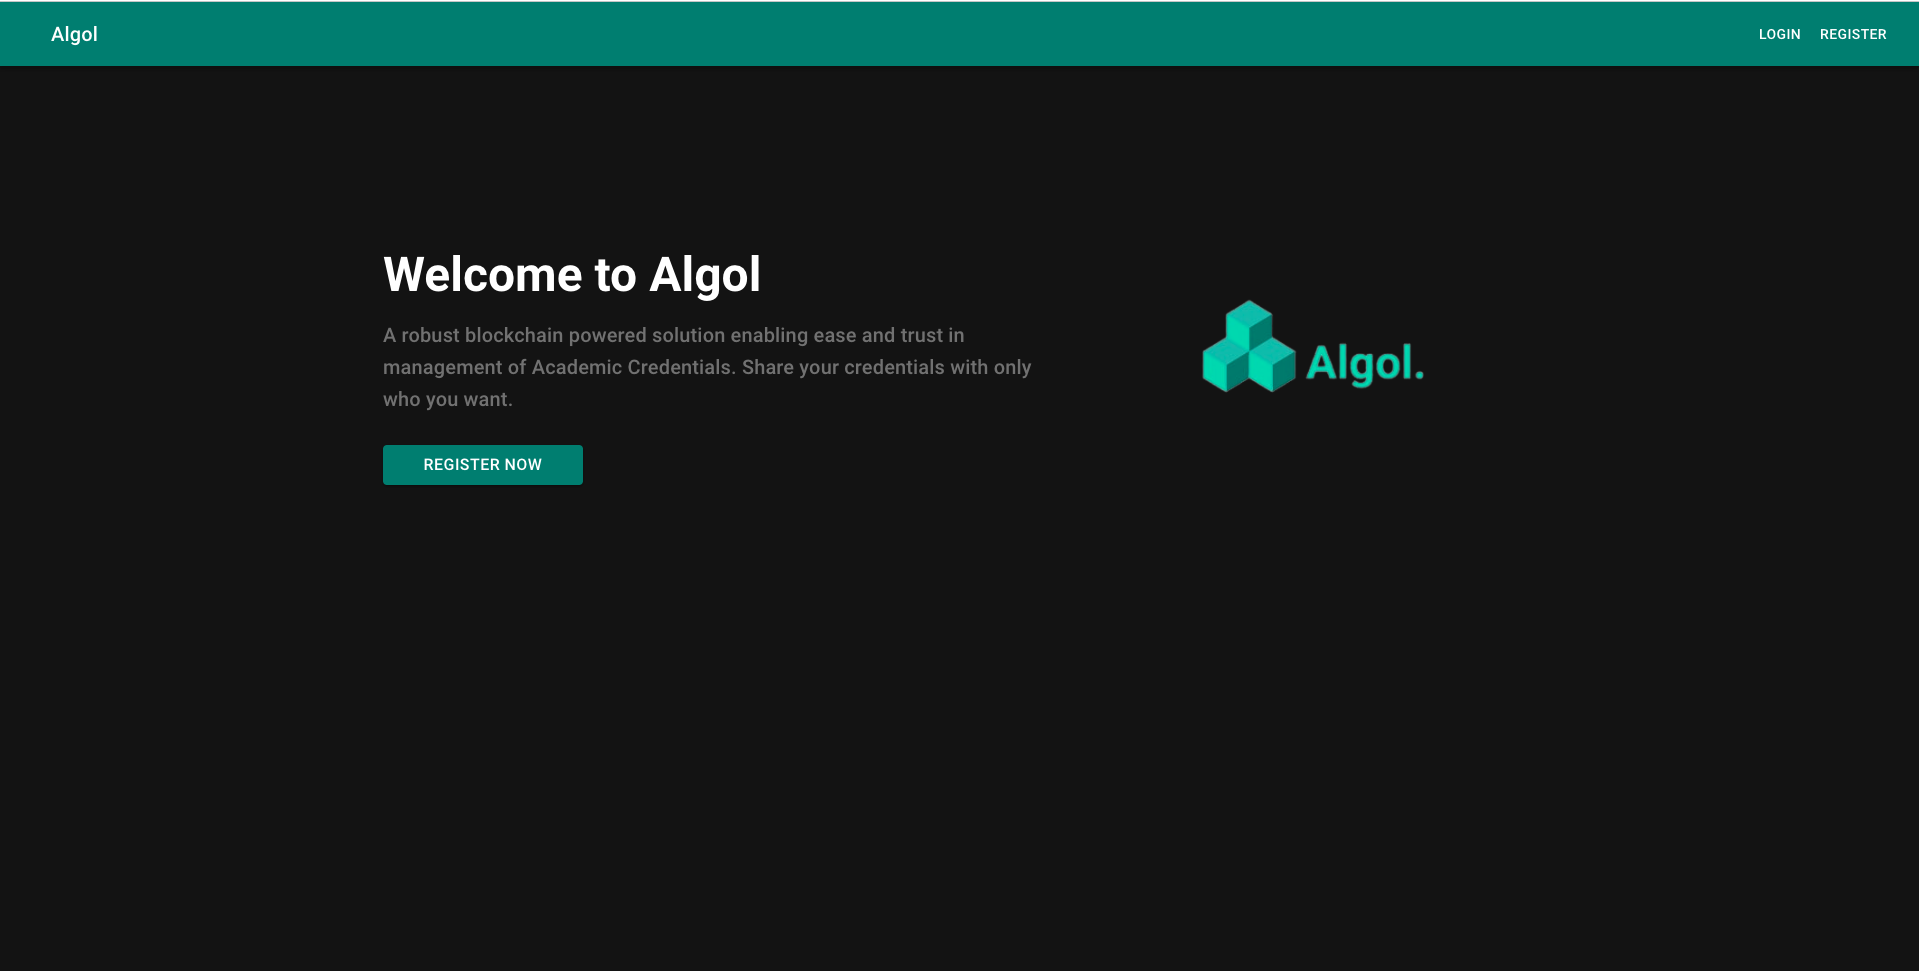 Algol
LOGIN
REGISTER
Welcome to Algol
A robust blockchain powered solution enabling ease and trust in
management of Academic Credentials. Share your credentials with only
who you want.
REGISTER NOW
Algol.